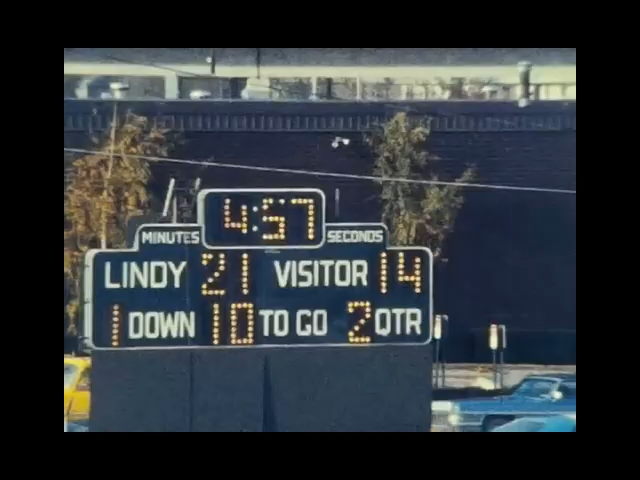 4:57
MINUTES SECONDS
LINDY 21 VISITOR 14
1 DOWN 10 TO GO 2 QTR